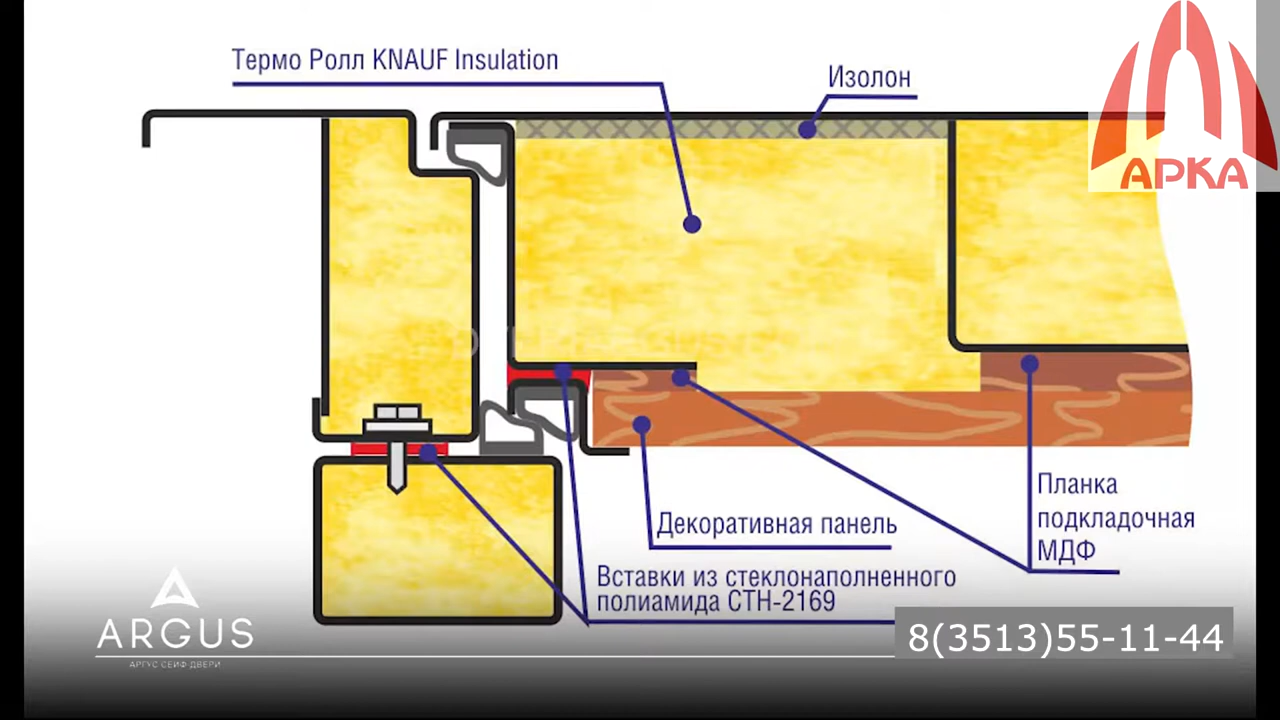 Термо Ролл KNAUF Insulation
Изолон
АРКА
Планка
подкладочная
МДФ
Декоративная панель
Вставки из стеклонаполненного
полиамида СТН-2169
ARGUS
АРГУС СЕЙФ ДВЕРИ
8(3513)55-11-44